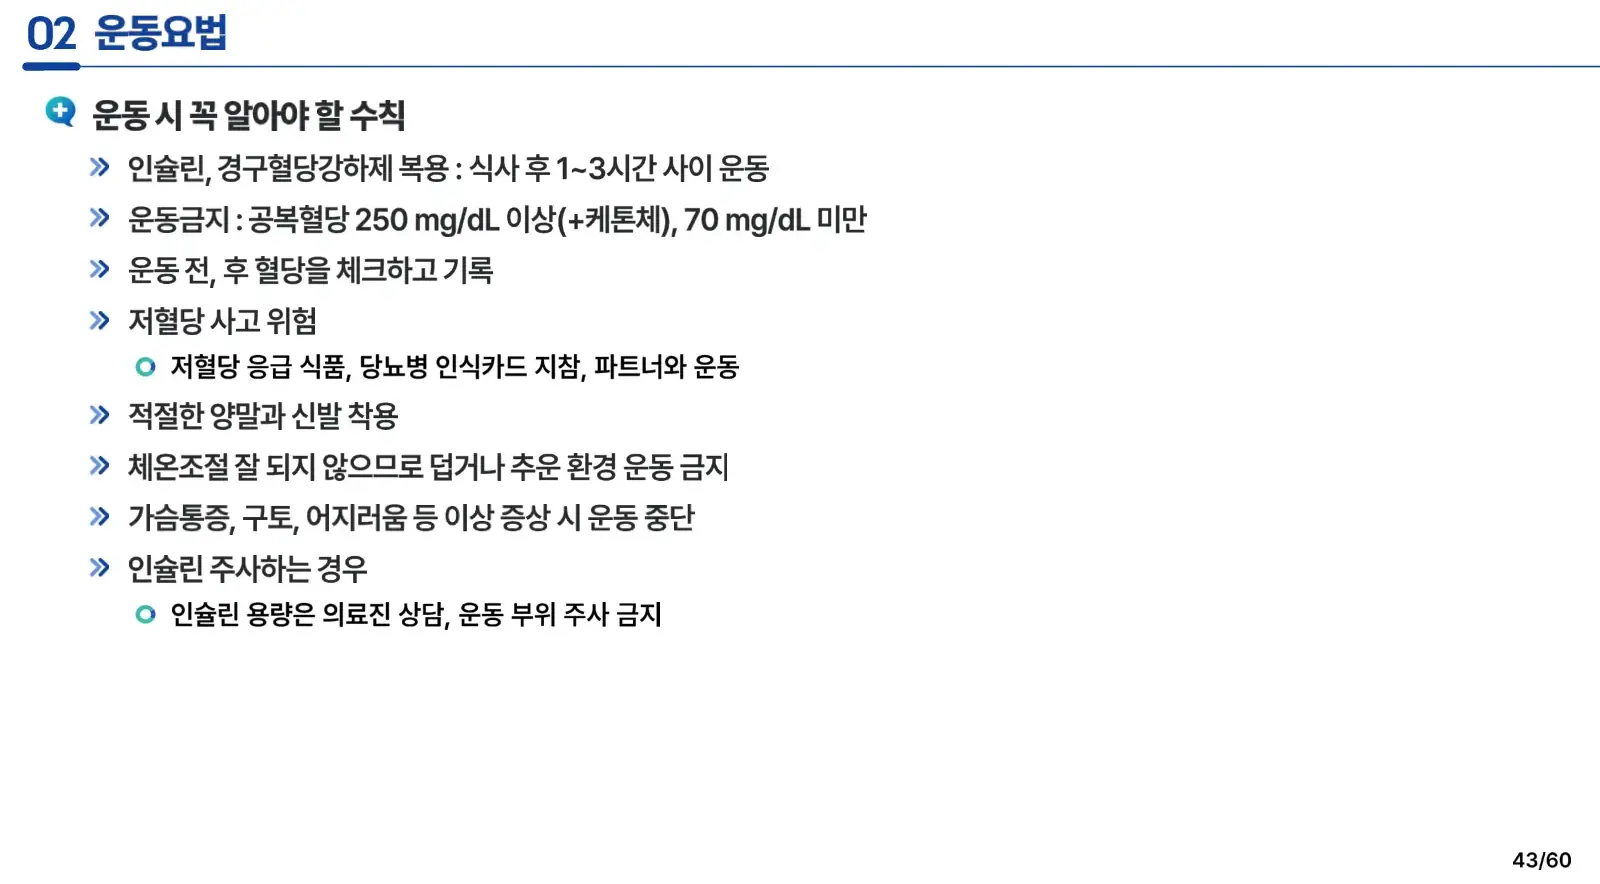 02 운동요법
운동 시 꼭 알아야 할 수칙
인슐린, 경구혈당강하제 복용 : 식사 후 1~3시간 사이 운동
운동금지 : 공복혈당 250 mg/dL 이상(+케톤체), 70 mg/dL 미만
운동 전, 후 혈당을 체크하고 기록
저혈당 사고 위험
저혈당 응급 식품, 당뇨병 인식카드 지참, 파트너와 운동
적절한 양말과 신발 착용
체온조절 잘 되지 않으므로 덥거나 추운 환경 운동 금지
가슴통증, 구토, 어지러움 등 이상 증상 시 운동 중단
인슐린 주사하는 경우
인슐린 용량은 의료진 상담, 운동 부위 주사 금지
43/60